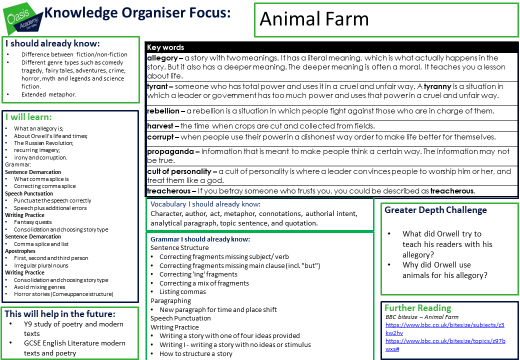 Oasis
Academy
Knowledge Organiser Focus:
Animal Farm
I should already know:
• Difference between fiction/non-fiction
• Different genre types such as comedy
tragedy, fairy tales, adventures, crime,
horror, myth and legends and science
fiction.
• Extended metaphor.
I will learn:
• What an allegory is;
• About Orwell's life and times;
• The Russian Revolution;
• recurring imagery;
• irony and corruption.
Grammar:
Sentence Demarcation
• What comma splice is
• Correcting comma splice
Speech Punctuation
• Punctuate the speech correctly
• Speech plus additional errors
Writing Practice
• Fantasy quests
• Consolidation and choosing story type
Sentence Demarcation
• Comma splice and list
Apostrophes
• First, second and third person
• Irregular plural nouns
Writing Practice
• Consolidation and choosing story type
• Avoid mixing genres
• Horror stories (Comeuppance structure)
This will help in the future:
• Y9 study of poetry and modern
texts
• GCSE English Literature modern
texts and poetry
Key words
allegory – a story with two meanings. It has a literal meaning, which is what actually happens in the
story. But it also has a deeper meaning. The deeper meaning is often a moral. It teaches you a lesson
about life.
tyrant – someone who has total power and uses it in a cruel and unfair way. A tyranny is a situation in
which a leader or government has too much power and uses that power in a cruel and unfair way.
rebellion – a rebellion is a situation in which people fight against those who are in charge of them.
harvest – the time when crops are cut and collected from fields.
corrupt – when people use their power in a dishonest way order to make life better for themselves.
propaganda – information that is meant to make people think a certain way. The information may not
be true.
cult of personality – a cult of personality is where a leader convinces people to worship him or her, and
treat them like a god.
treacherous – If you betray someone who trusts you, you could be described as treacherous.
Vocabulary I should already know:
Character, author, act, metaphor, connotations, authorial intent,
analytical paragraph, topic sentence, and quotation.
Grammar I should already know:
Sentence Structure
• Correcting fragments missing subject/ verb
• Correcting fragments missing main clause (incl. "but")
• Correcting 'ing' fragments
• Correcting a mix of fragments
• Listing commas
Paragraphing
• New paragraph for time and place shift
Speech Punctuation
Writing Practice
• Writing a story with one of four ideas provided
• Writing I - writing a story with no ideas or stimulus
• How to structure a story
Greater Depth Challenge
• What did Orwell try to
teach his readers with his
allegory?
• Why did Orwell use
animals for his allegory?
Further Reading
BBC bitesize – Animal Farm
https://www.bbc.co.uk/bitesize/subjects/z3
kw2hv
https://www.bbc.co.uk/bitesize/topics/z97b